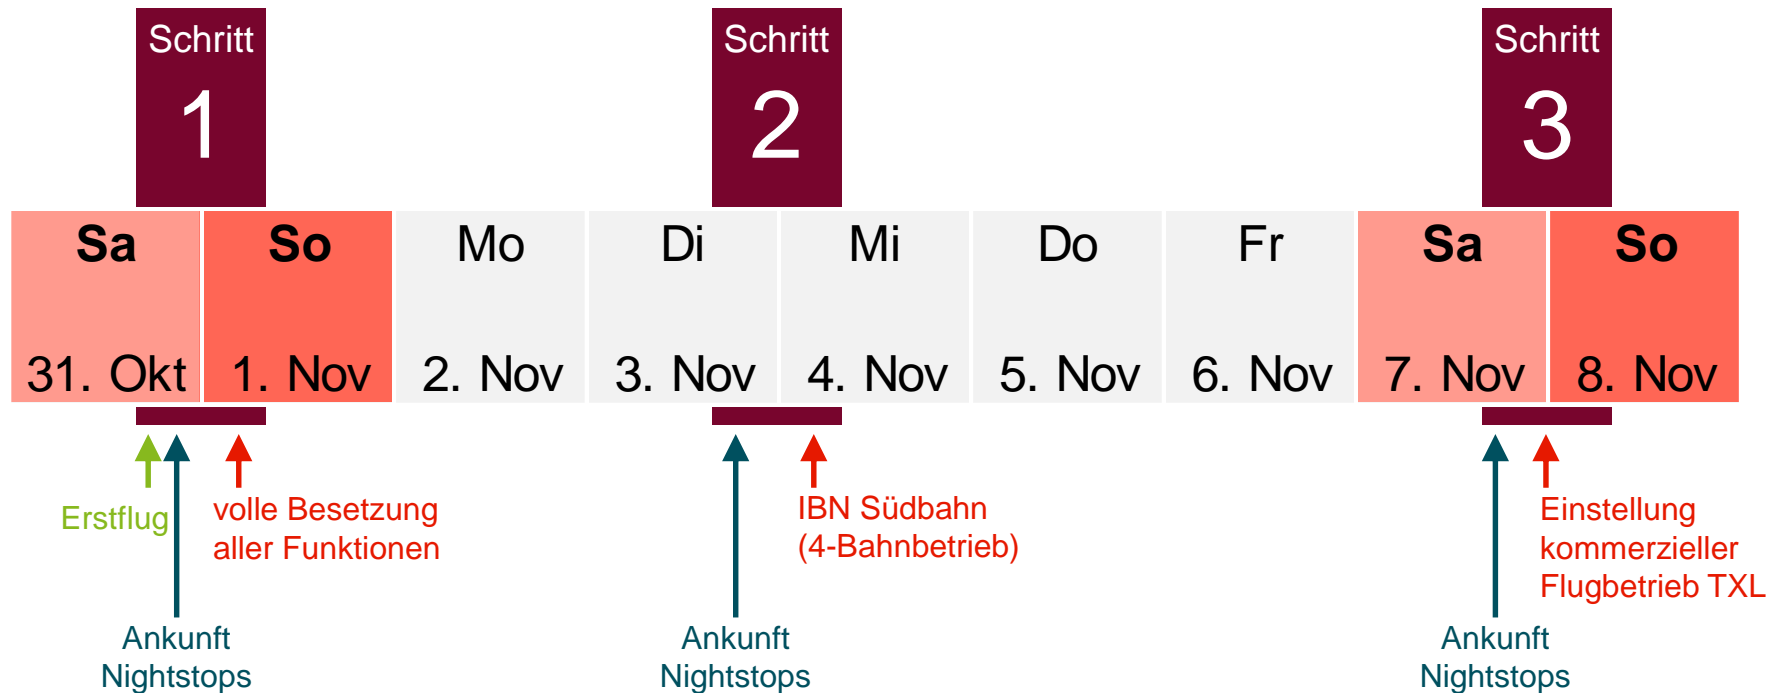 Schritt
1
Schritt
2
Schritt
3
Sa
So
Mo
Di
Mi
Do
Fr
Sa
So
31. Okt
1. Nov
2. Nov
3. Nov
4. Nov
5. Nov
6. Nov
7. Nov
8. Nov
Erstflug
volle Besetzung
aller Funktionen
IBN Südbahn
(4-Bahnbetrieb)
Einstellung
kommerzieller
Flugbetrieb TXL
Ankunft
Nightstops
Ankunft
Nightstops
Ankunft
Nightstops